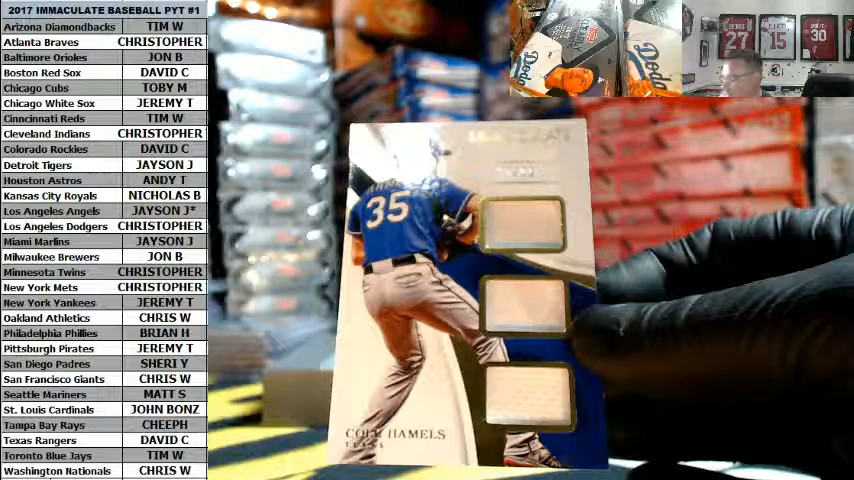 2017 IMMACULATE BASEBALL PYT #1
Arizona Diamondbacks TIM W
Atlanta Braves CHRISTOPHER
Baltimore Orioles JON B
Boston Red Sox DAVID C
Chicago Cubs TOBY M
Chicago White Sox JEREMY T
Cinncinnati Reds TIM W
Cleveland Indians CHRISTOPHER
Colorado Rockies DAVID C
Detroit Tigers JAYSON J
Houston Astros ANDY T
Kansas City Royals NICHOLAS B
Los Angeles Angels JAYSON J*
Los Angeles Dodgers CHRISTOPHER
Miami Marlins JAYSON J
Milwaukee Brewers JON B
Minnesota Twins CHRISTOPHER
New York Mets CHRISTOPHER
New York Yankees JEREMY T
Oakland Athletics CHRIS W
Philadelphia Phillies BRIAN H
Pittsburgh Pirates JEREMY T
San Diego Padres SHERI Y
San Francisco Giants CHRIS W
Seattle Mariners MATT S
St. Louis Cardinals JOHN BONZ
Tampa Bay Rays CHEEPH
Texas Rangers DAVID C
Toronto Blue Jays TIM W
Washington Nationals CHRIS W
IMMACULATE
35
COLE HAMELS
TEXAS
Dodg
Dodg
27
15
30